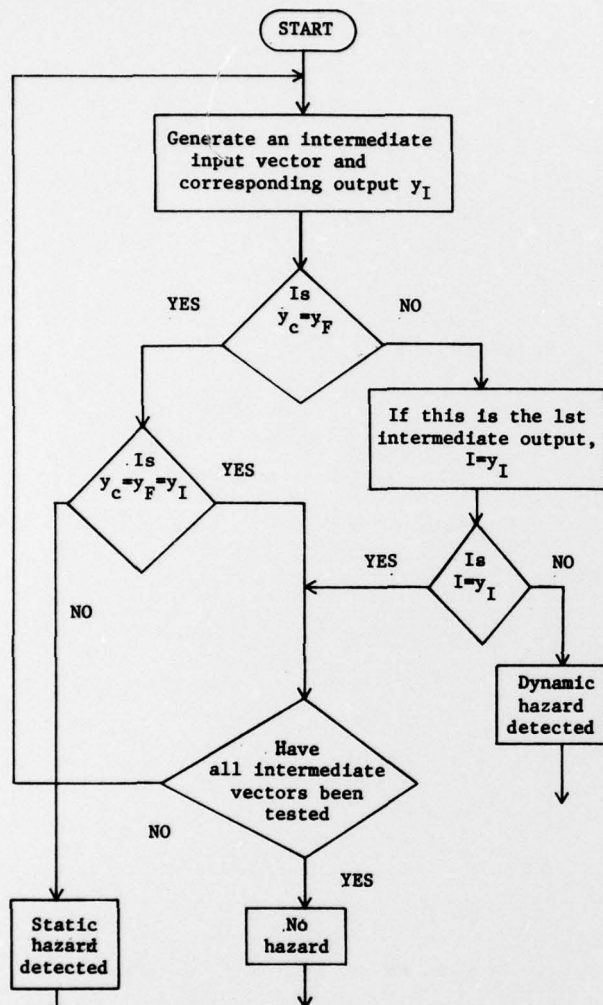 START
Generate an intermediate
input vector and
corresponding output y_I
Is
y_c=y_F
YES
NO
If this is the 1st
intermediate output,
I=y_I
Is
y_c=y_F=y_I
YES
NO
Is
I=y_I
YES
NO
Dynamic
hazard
detected
Have
all intermediate
vectors been
tested
NO
YES
Static
hazard
detected
No
hazard